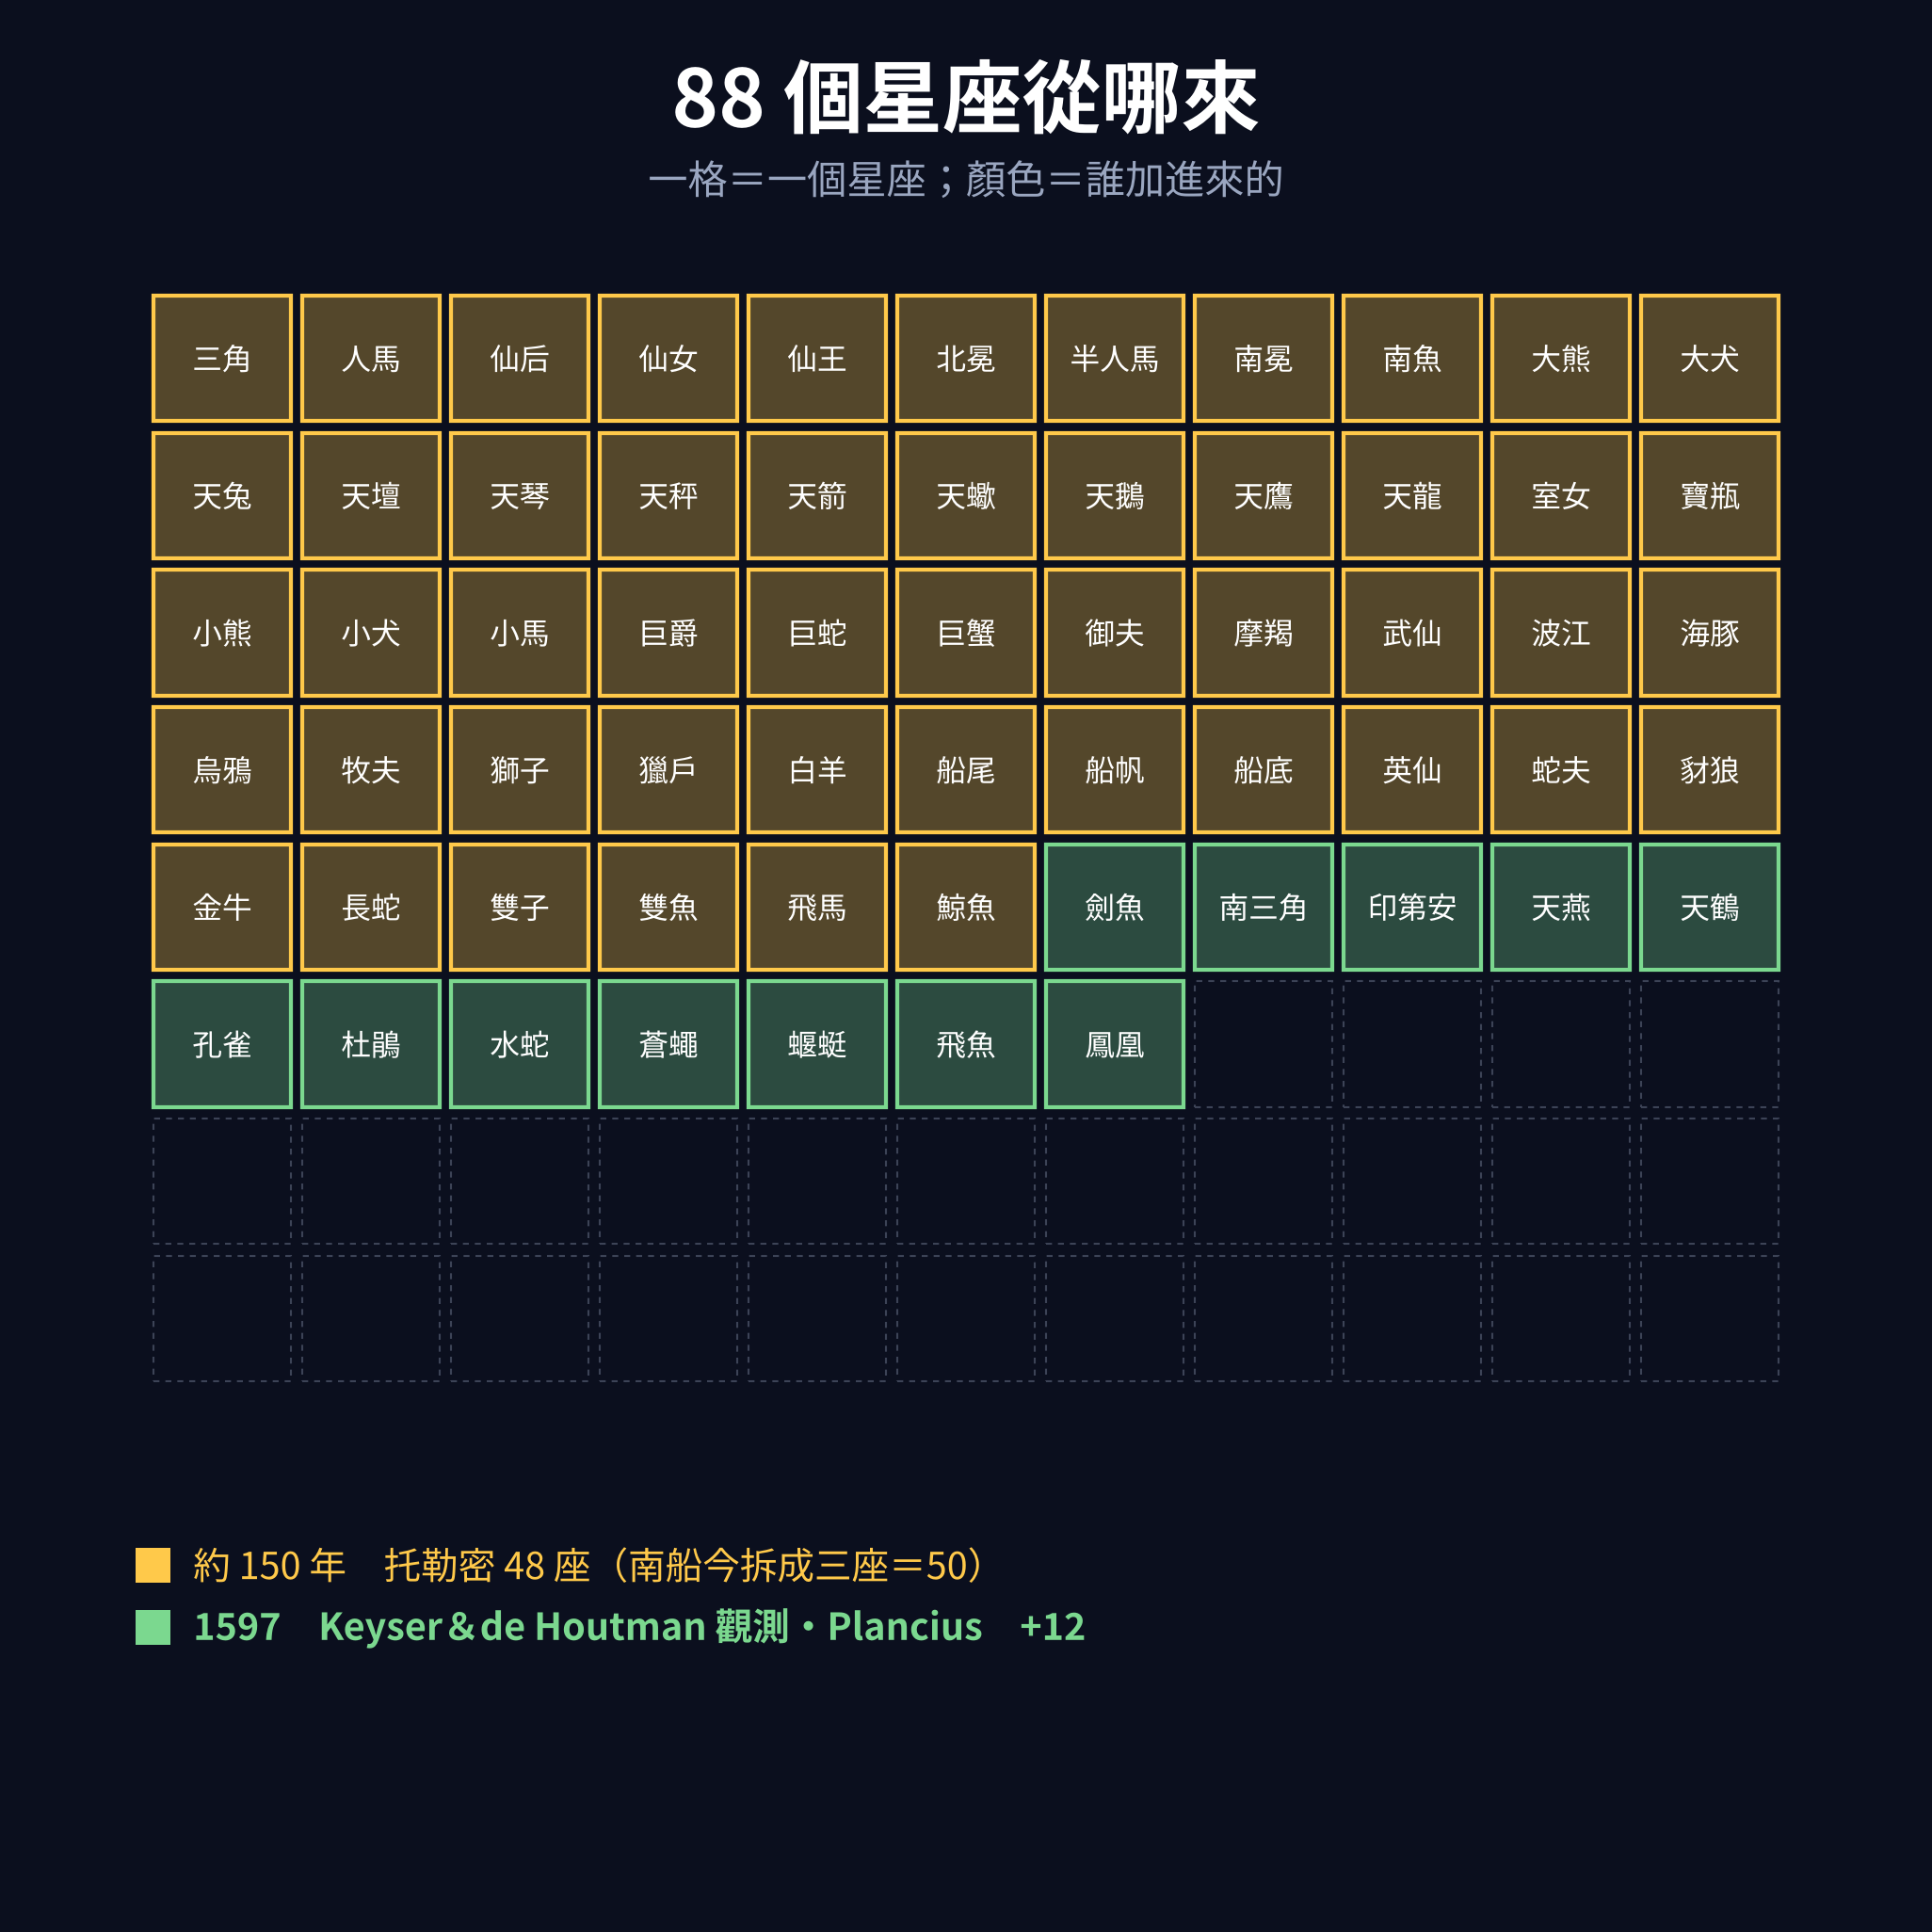 88 個星座從哪來
一格＝一個星座；顏色＝誰加進來的
三角 人馬 仙后 仙女 仙王 北冕 半人馬 南冕 南魚 大熊 大犬
天兔 天壇 天琴 天秤 天箭 天蠍 天鵝 天鷹 天龍 室女 寶瓶
小熊 小犬 小馬 巨爵 巨蛇 巨蟹 御夫 摩羯 武仙 波江 海豚
烏鴉 牧夫 獅子 獵戶 白羊 船尾 船帆 船底 英仙 蛇夫 豺狼
金牛 長蛇 雙子 雙魚 飛馬 鯨魚 劍魚 南三角 印第安 天燕 天鶴
孔雀 杜鵑 水蛇 蒼蠅 蝘蜓 飛魚 鳳凰
約 150 年　托勒密 48 座（南船今拆成三座＝50）
1597　Keyser＆de Houtman 觀測・Plancius　+12